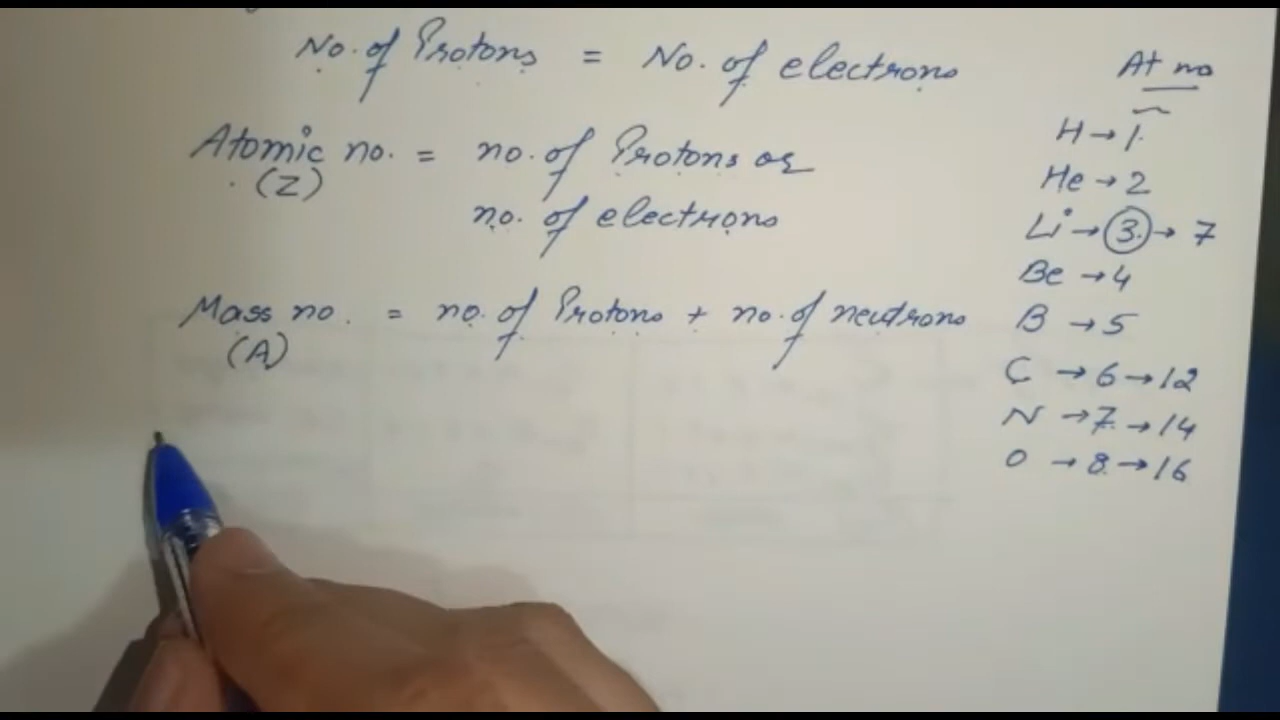 No. of Protons = No. of electrons
Atomic no. = no. of Protons or
(Z)
no. of electrons
Mass no. = no. of Protons + no. of neutrons
(A)
At no
H → 1
He → 2
Li → 3 → 7
Be → 4
B → 5
C → 6 → 12
N → 7 → 14
O → 8 → 16